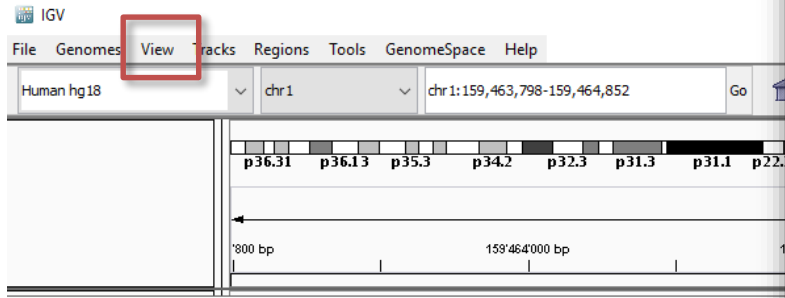 IGV
File Genomes View Tracks Regions Tools GenomeSpace Help
Human hg18 chr1 chr1:159,463,798-159,464,852 Go
p36.31 p36.13 p35.3 p34.2 p32.3 p31.3 p31.1 p22.
'800 bp 159'464'000 bp 1